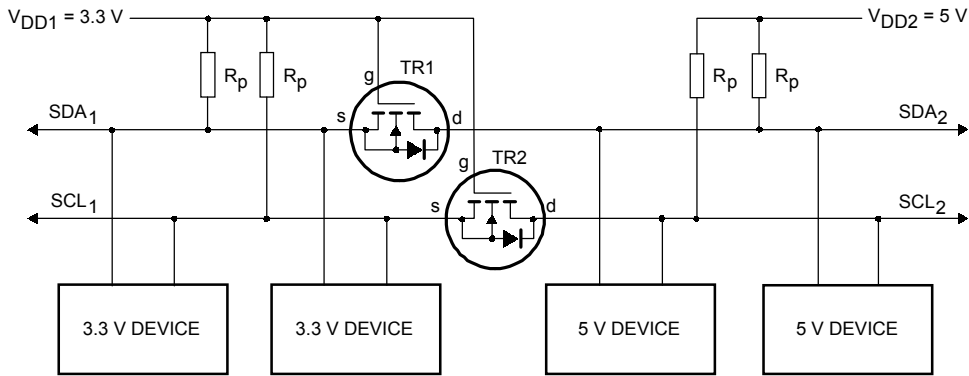 VDD1 = 3.3 V
VDD2 = 5 V
Rp
Rp
TR1
Rp
Rp
g
SDA1
s
d
SDA2
g
TR2
SCL1
s
d
SCL2
3.3 V DEVICE
3.3 V DEVICE
5 V DEVICE
5 V DEVICE